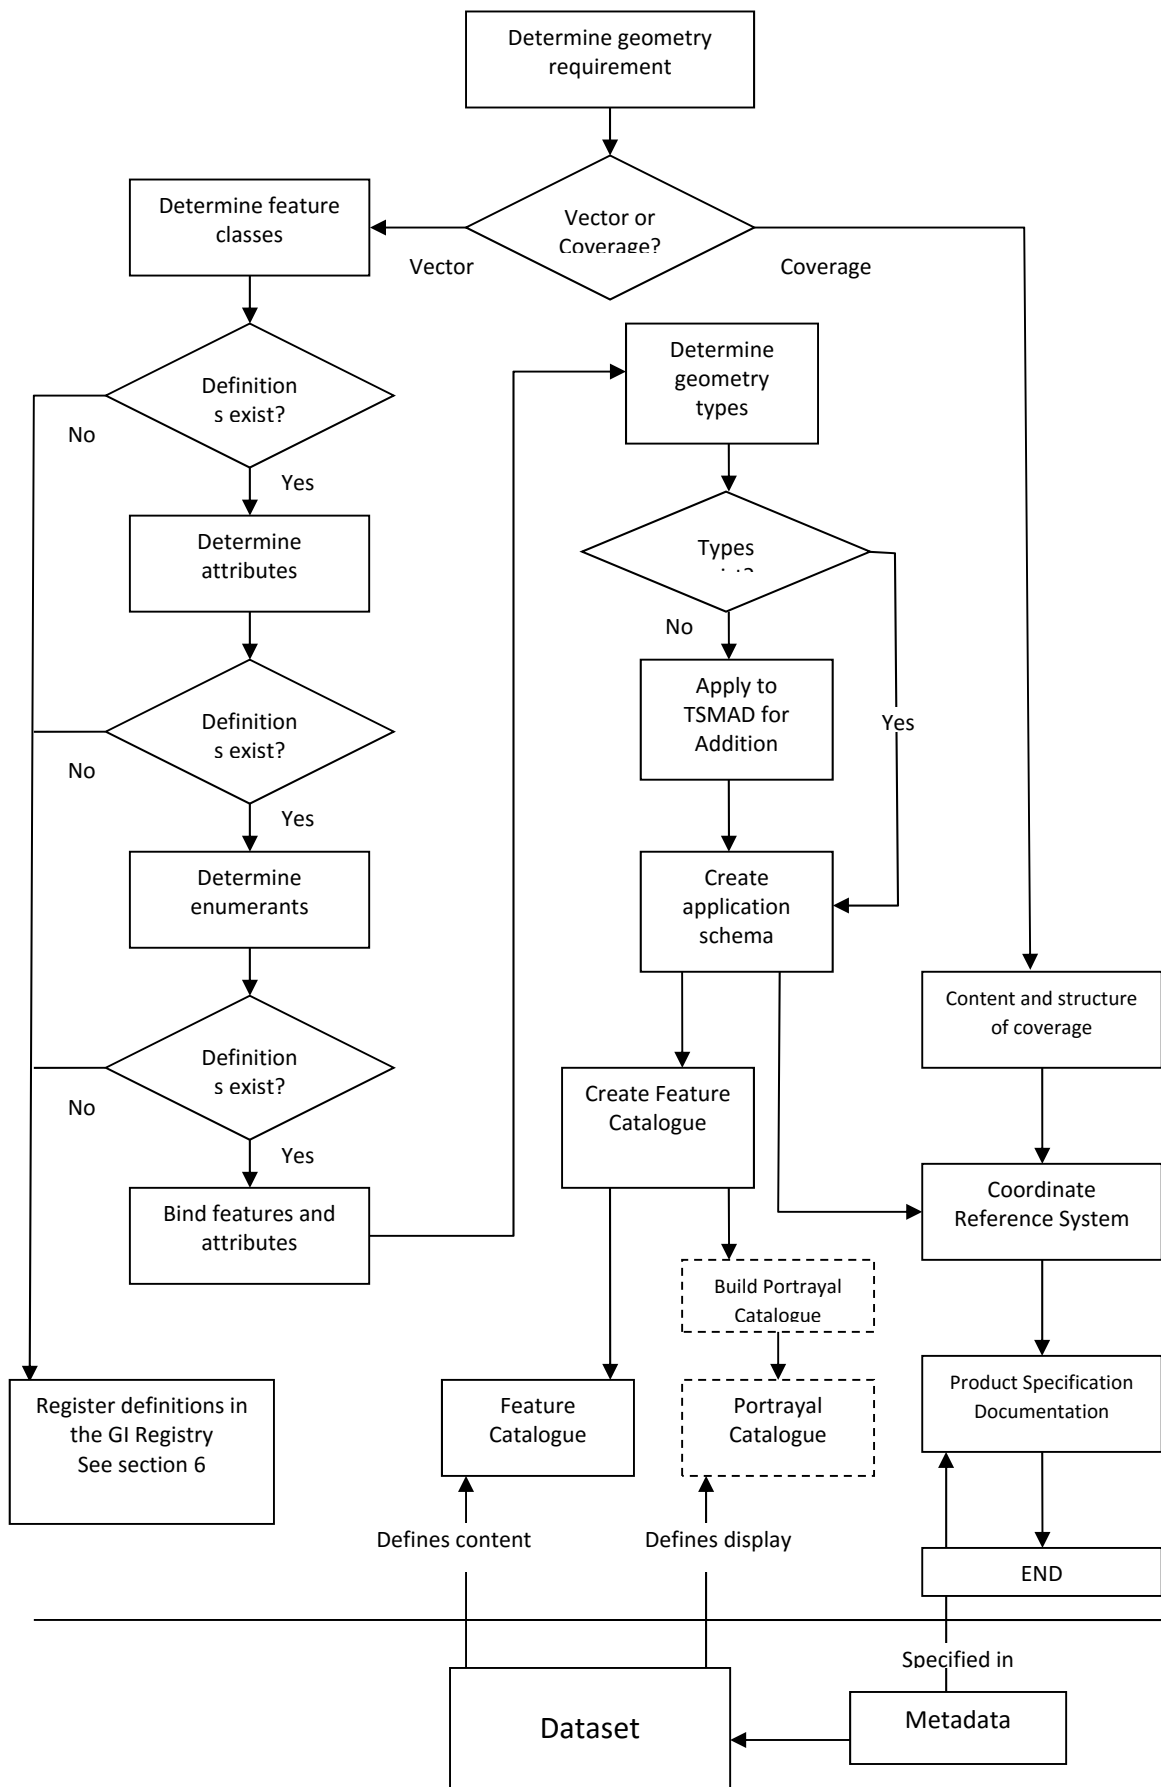 Determine geometry
requirement
Vector or
Coverage?
Vector
Coverage
Determine feature
classes
Definition
s exist?
No
Yes
Determine
attributes
Definition
s exist?
No
Yes
Determine
enumerants
Definition
s exist?
No
Yes
Bind features and
attributes
Register definitions in
the GI Registry
See section 6
Determine
geometry
types
Types
No
Yes
Apply to
TSMAD for
Addition
Create
application
schema
Create Feature
Catalogue
Build Portrayal
Catalogue
Feature
Catalogue
Portrayal
Catalogue
Content and structure
of coverage
Coordinate
Reference System
Product Specification
Documentation
END
Defines content
Defines display
Specified in
Dataset
Metadata